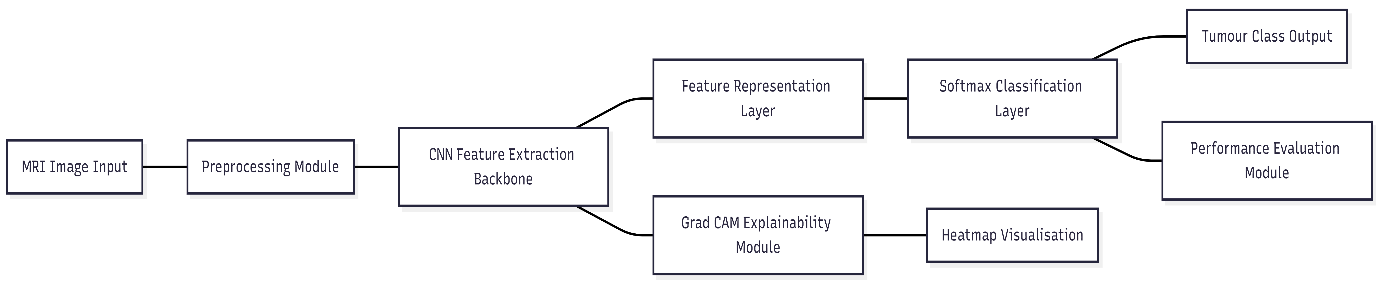 MRI Image Input
Preprocessing Module
CNN Feature Extraction
Backbone
Feature Representation
Layer
Softmax Classification
Layer
Tumour Class Output
Performance Evaluation
Module
Grad CAM Explainability
Module
Heatmap Visualisation